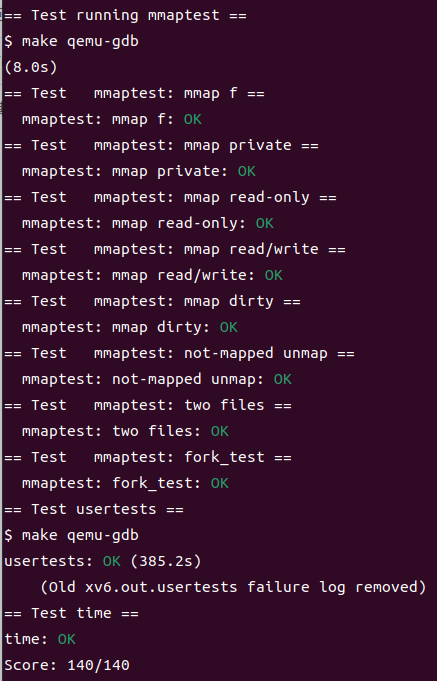 == Test running mmaptest ==
$ make qemu-gdb
(8.0s)
== Test   mmaptest: mmap f ==
  mmaptest: mmap f: OK
== Test   mmaptest: mmap private ==
  mmaptest: mmap private: OK
== Test   mmaptest: mmap read-only ==
  mmaptest: mmap read-only: OK
== Test   mmaptest: mmap read/write ==
  mmaptest: mmap read/write: OK
== Test   mmaptest: mmap dirty ==
  mmaptest: mmap dirty: OK
== Test   mmaptest: not-mapped unmap ==
  mmaptest: not-mapped unmap: OK
== Test   mmaptest: two files ==
  mmaptest: two files: OK
== Test   mmaptest: fork_test ==
  mmaptest: fork_test: OK
== Test usertests ==
$ make qemu-gdb
usertests: OK (385.2s)
    (Old xv6.out.usertests failure log removed)
== Test time ==
time: OK
Score: 140/140